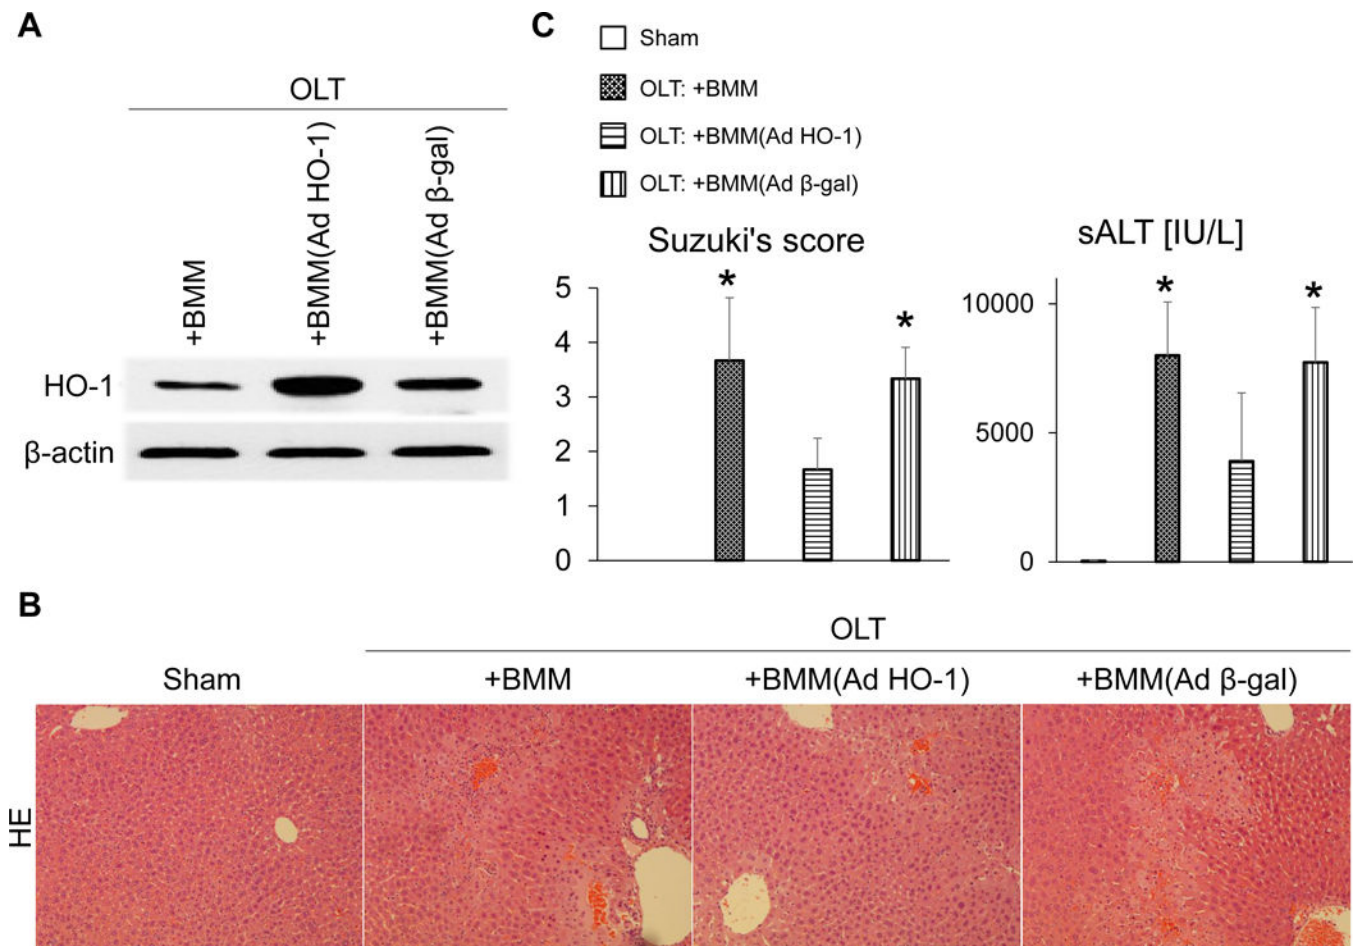 A
OLT
+BMM
+BMM(Ad HO-1)
+BMM(Ad β-gal)
HO-1
β-actin
C
Sham
OLT: +BMM
OLT: +BMM(Ad HO-1)
OLT: +BMM(Ad β-gal)
Suzuki's score
5
4
3
2
1
0
*
*
sALT [IU/L]
10000
5000
0
*
*
B
OLT
Sham
+BMM
+BMM(Ad HO-1)
+BMM(Ad β-gal)
HE